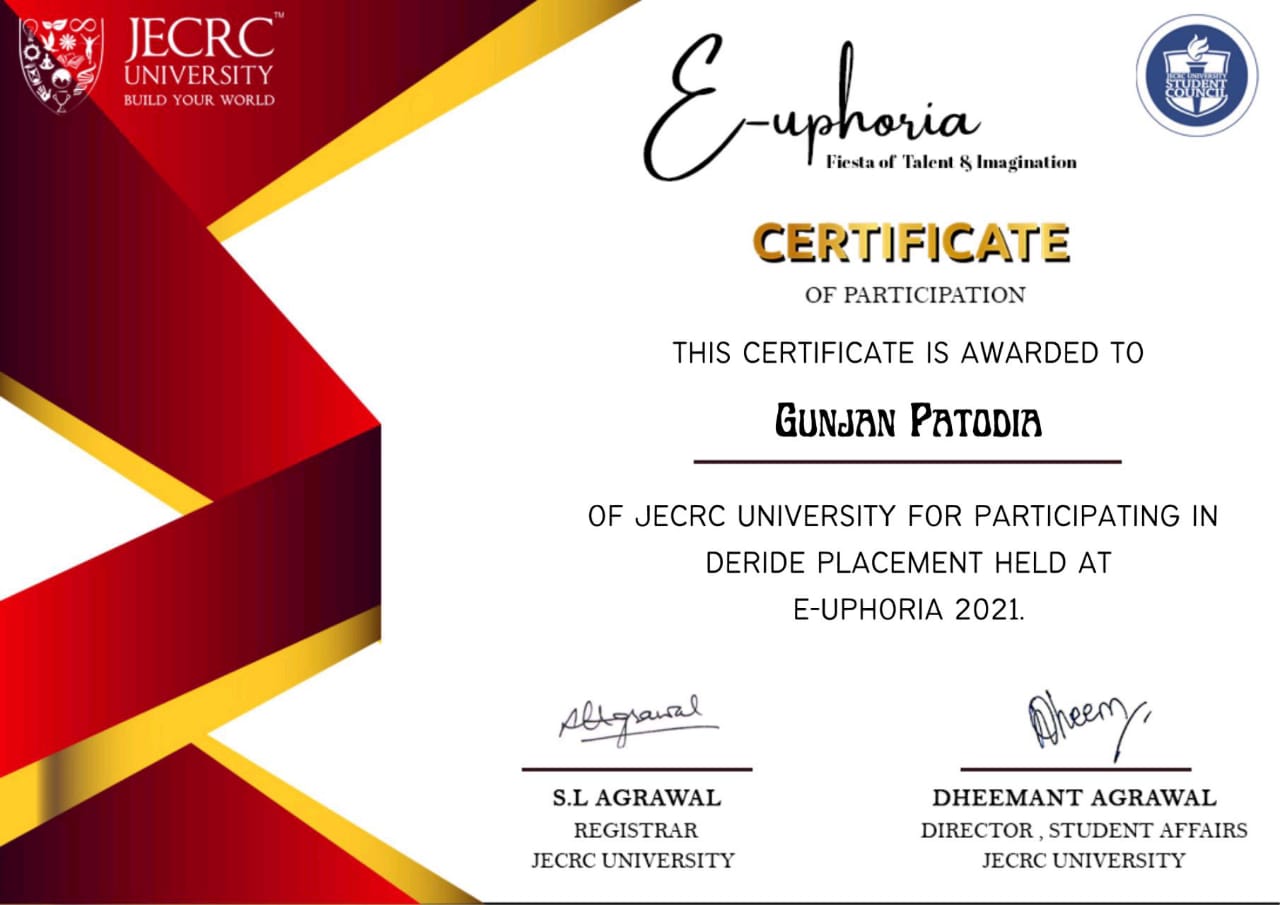 JECRC™
UNIVERSITY
BUILD YOUR WORLD
E-uphoria
Fiesta of Talent & Imagination
JECRC UNIVERSITY
STUDENT
COUNCIL
CERTIFICATE
OF PARTICIPATION
THIS CERTIFICATE IS AWARDED TO
GUNJAN PATODIA
OF JECRC UNIVERSITY FOR PARTICIPATING IN
DERIDE PLACEMENT HELD AT
E-UPHORIA 2021.
S.L AGRAWAL
REGISTRAR
JECRC UNIVERSITY
DHEEMANT AGRAWAL
DIRECTOR , STUDENT AFFAIRS
JECRC UNIVERSITY